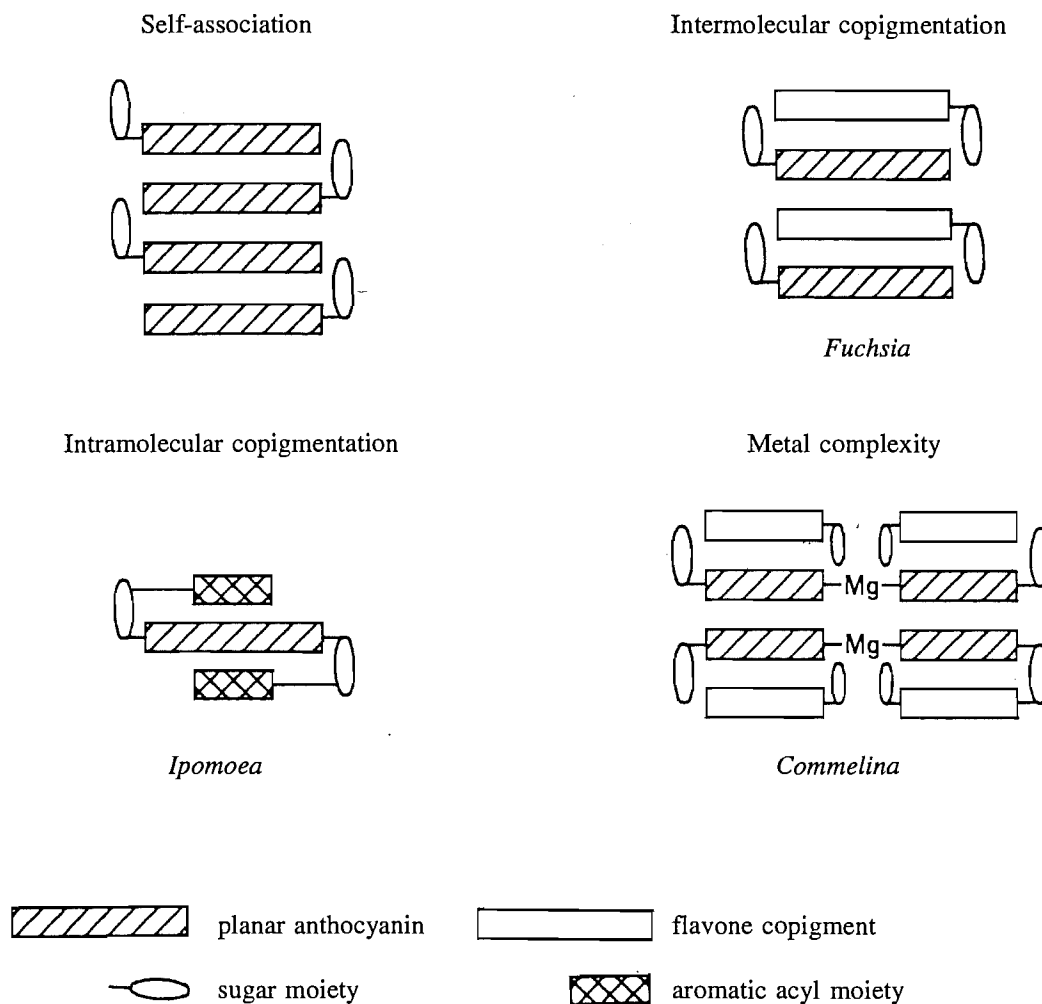 Self-association
Intermolecular copigmentation
Fuchsia
Intramolecular copigmentation
Metal complexity
Mg
Mg
Ipomoea
Commelina
planar anthocyanin
flavone copigment
sugar moiety
aromatic acyl moiety